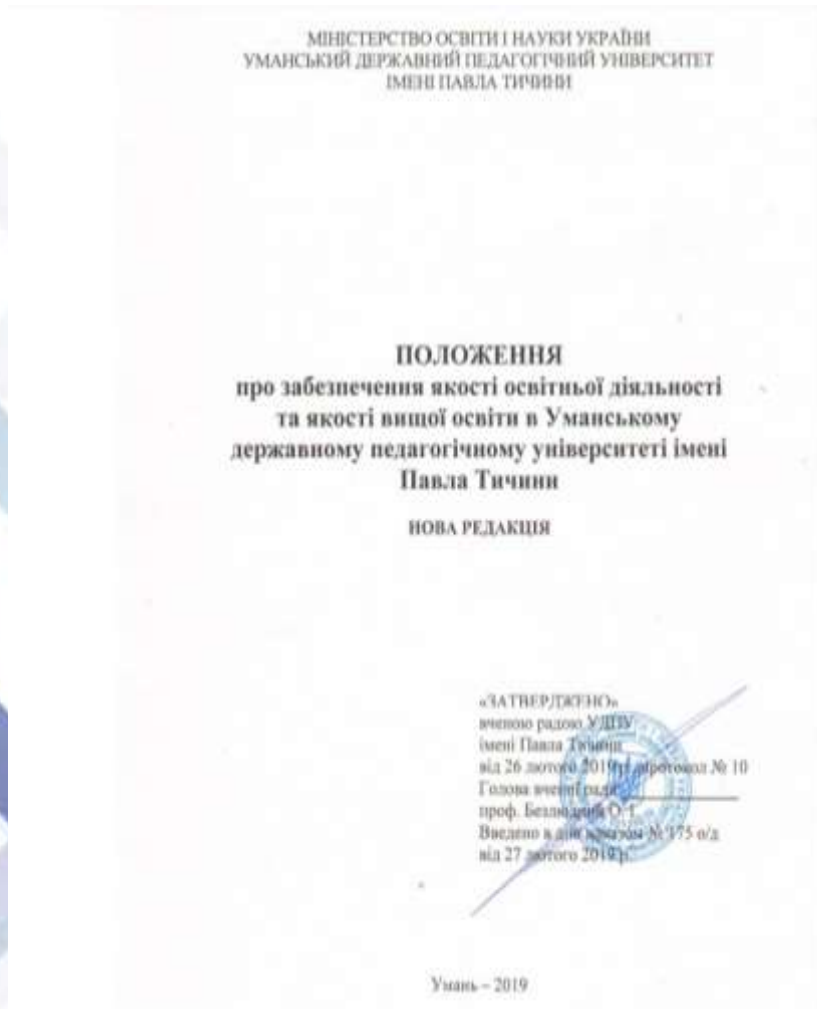 МІНІСТЕРСТВО ОСВІТИ І НАУКИ УКРАЇНИ
УМАНСЬКИЙ ДЕРЖАВНИЙ ПЕДАГОГІЧНИЙ УНІВЕРСИТЕТ
ІМЕНІ ПАВЛА ТИЧИНИ
ПОЛОЖЕННЯ
про забезпечення якості освітньої діяльності
та якості вищої освіти в Уманському
державному педагогічному університеті імені
Павла Тичини
НОВА РЕДАКЦІЯ
«ЗАТВЕРДЖЕНО»
вченою радою УДПУ
імені Павла Тичини
від 26 лютого 2019 р. протокол № 10
Голова вченої ради
проф. Безлюдний О. І.
Введено в дію наказом № 175 о/д
від 27 лютого 2019 р.
Умань – 2019